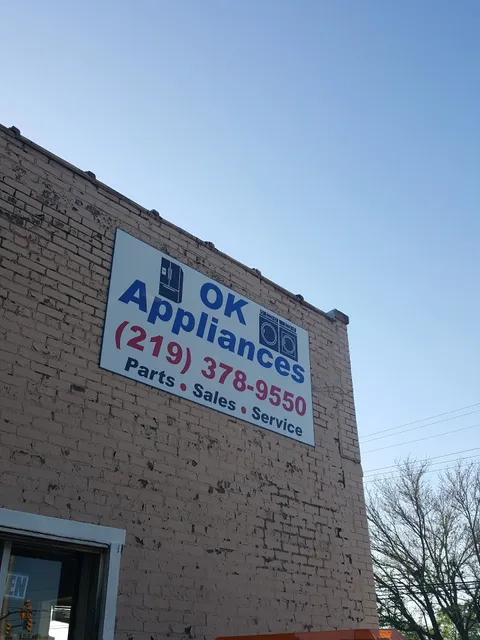 OK
Appliances
(219) 378-9550
Parts • Sales • Service